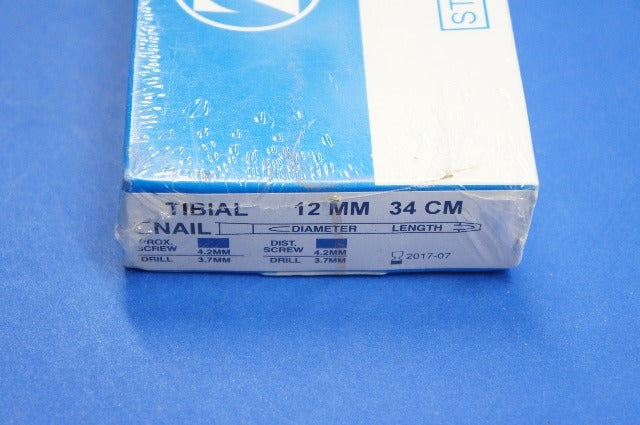 ST
TIBIAL 12 MM 34 CM
NAIL DIAMETER LENGTH
PROX. SCREW 4.2MM DIST. SCREW 4.2MM
DRILL 3.7MM DRILL 3.7MM
2017-07